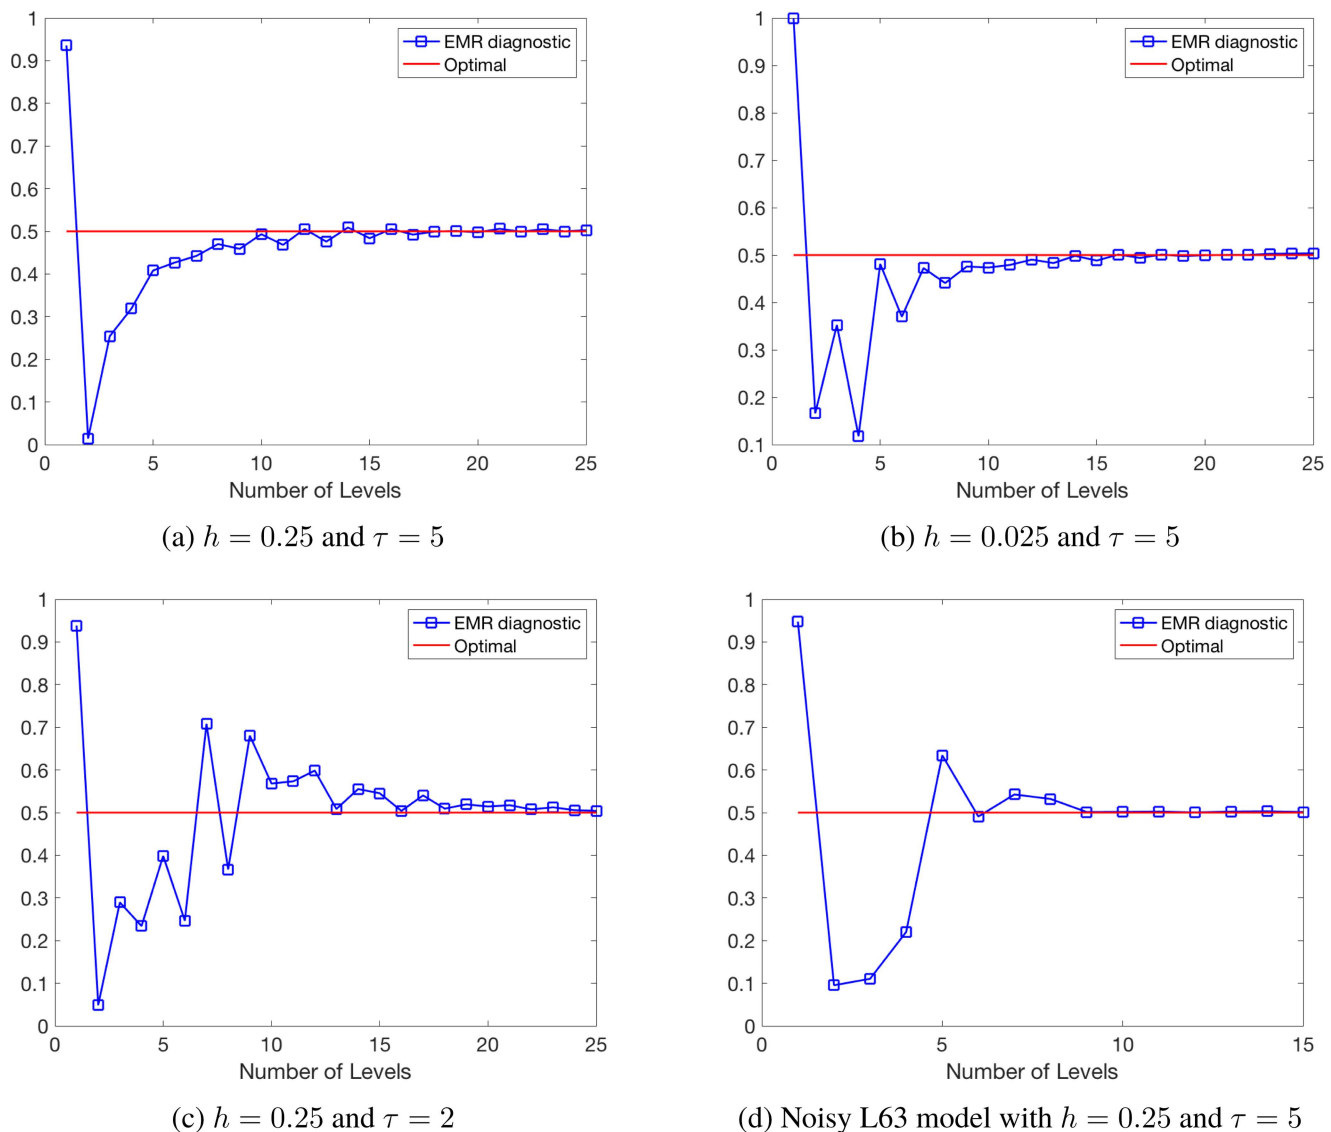 1
0.9
0.8
0.7
0.6
0.5
0.4
0.3
0.2
0.1
0
0 5 10 15 20 25
Number of Levels
EMR diagnostic
Optimal
(a) h = 0.25 and τ = 5
1
0.9
0.8
0.7
0.6
0.5
0.4
0.3
0.2
0.1
0 5 10 15 20 25
Number of Levels
EMR diagnostic
Optimal
(b) h = 0.025 and τ = 5
1
0.9
0.8
0.7
0.6
0.5
0.4
0.3
0.2
0.1
0
0 5 10 15 20 25
Number of Levels
EMR diagnostic
Optimal
(c) h = 0.25 and τ = 2
1
0.9
0.8
0.7
0.6
0.5
0.4
0.3
0.2
0.1
0
0 5 10 15
Number of Levels
EMR diagnostic
Optimal
(d) Noisy L63 model with h = 0.25 and τ = 5